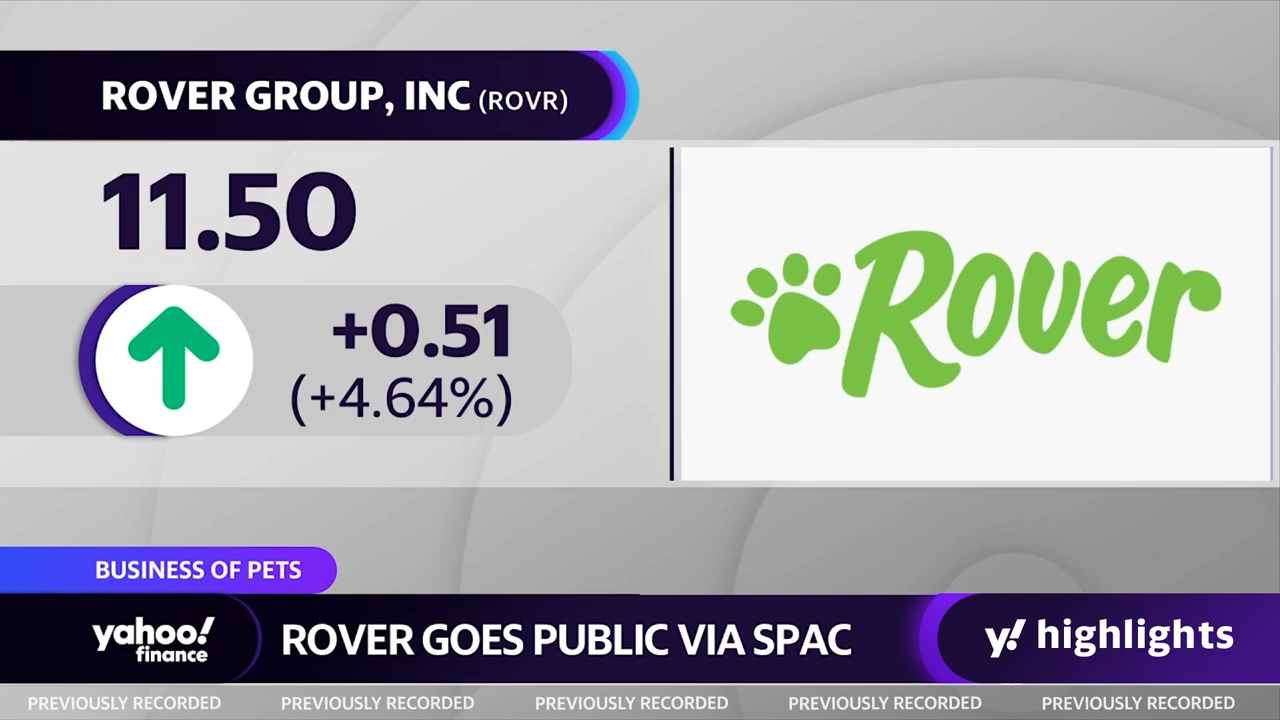 ROVER GROUP, INC (ROVR)
11.50
+0.51
(+4.64%)
Rover
BUSINESS OF PETS
yahoo!
finance
ROVER GOES PUBLIC VIA SPAC
y! highlights
PREVIOUSLY RECORDED PREVIOUSLY RECORDED PREVIOUSLY RECORDED PREVIOUSLY RECORDED PREVIOUSLY RECORDED